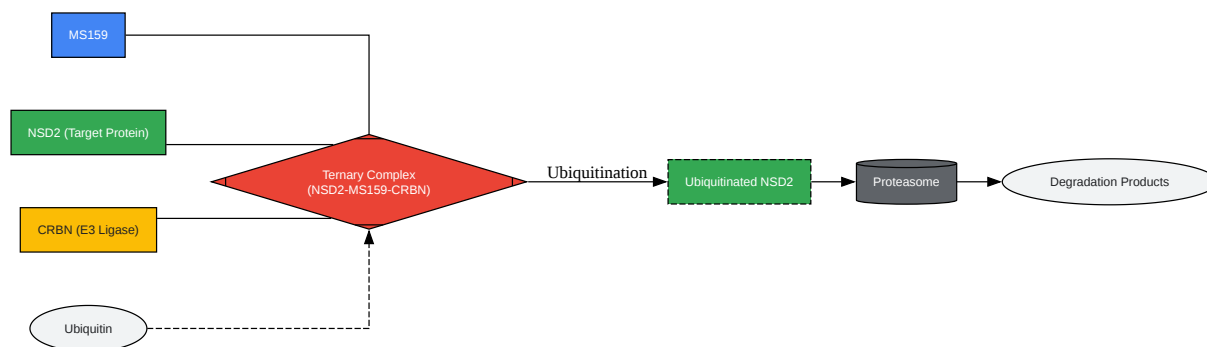 MS159
NSD2 (Target Protein)
CRBN (E3 Ligase)
Ubiquitin
Ternary Complex
(NSD2-MS159-CRBN)
Ubiquitination
Ubiquitinated NSD2
Proteasome
Degradation Products